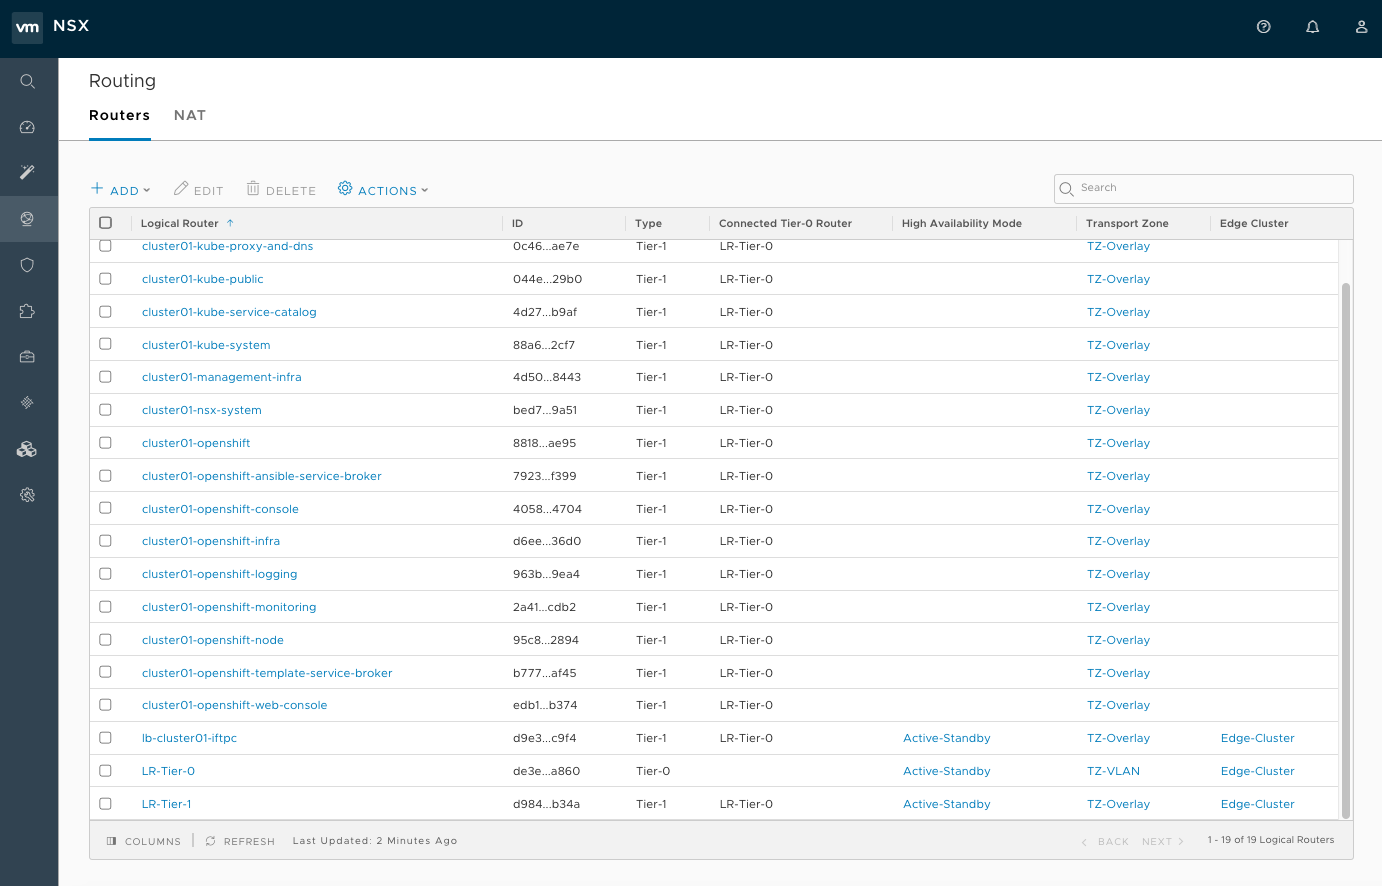 vm NSX
Routing
Routers NAT
ADD EDIT DELETE ACTIONS Search
Logical Router ID Type Connected Tier-0 Router High Availability Mode Transport Zone Edge Cluster
cluster01-kube-proxy-and-dns 0c46...ae7e Tier-1 LR-Tier-0 TZ-Overlay
cluster01-kube-public 044e...29b0 Tier-1 LR-Tier-0 TZ-Overlay
cluster01-kube-service-catalog 4d27...b9af Tier-1 LR-Tier-0 TZ-Overlay
cluster01-kube-system 88a6...2cf7 Tier-1 LR-Tier-0 TZ-Overlay
cluster01-management-infra 4d50...8443 Tier-1 LR-Tier-0 TZ-Overlay
cluster01-nsx-system bed7...9a51 Tier-1 LR-Tier-0 TZ-Overlay
cluster01-openshift 8818...ae95 Tier-1 LR-Tier-0 TZ-Overlay
cluster01-openshift-ansible-service-broker 7923...f399 Tier-1 LR-Tier-0 TZ-Overlay
cluster01-openshift-console 4058...4704 Tier-1 LR-Tier-0 TZ-Overlay
cluster01-openshift-infra d6ee...36d0 Tier-1 LR-Tier-0 TZ-Overlay
cluster01-openshift-logging 963b...9ea4 Tier-1 LR-Tier-0 TZ-Overlay
cluster01-openshift-monitoring 2a41...cdb2 Tier-1 LR-Tier-0 TZ-Overlay
cluster01-openshift-node 95c8...2894 Tier-1 LR-Tier-0 TZ-Overlay
cluster01-openshift-template-service-broker b777...af45 Tier-1 LR-Tier-0 TZ-Overlay
cluster01-openshift-web-console edb1...b374 Tier-1 LR-Tier-0 TZ-Overlay
lb-cluster01-iftpc d9e3...c9f4 Tier-1 LR-Tier-0 Active-Standby TZ-Overlay Edge-Cluster
LR-Tier-0 de3e...a860 Tier-0 Active-Standby TZ-VLAN Edge-Cluster
LR-Tier-1 d984...b34a Tier-1 LR-Tier-0 Active-Standby TZ-Overlay Edge-Cluster
COLUMNS REFRESH Last Updated: 2 Minutes Ago BACK NEXT 1 - 19 of 19 Logical Routers